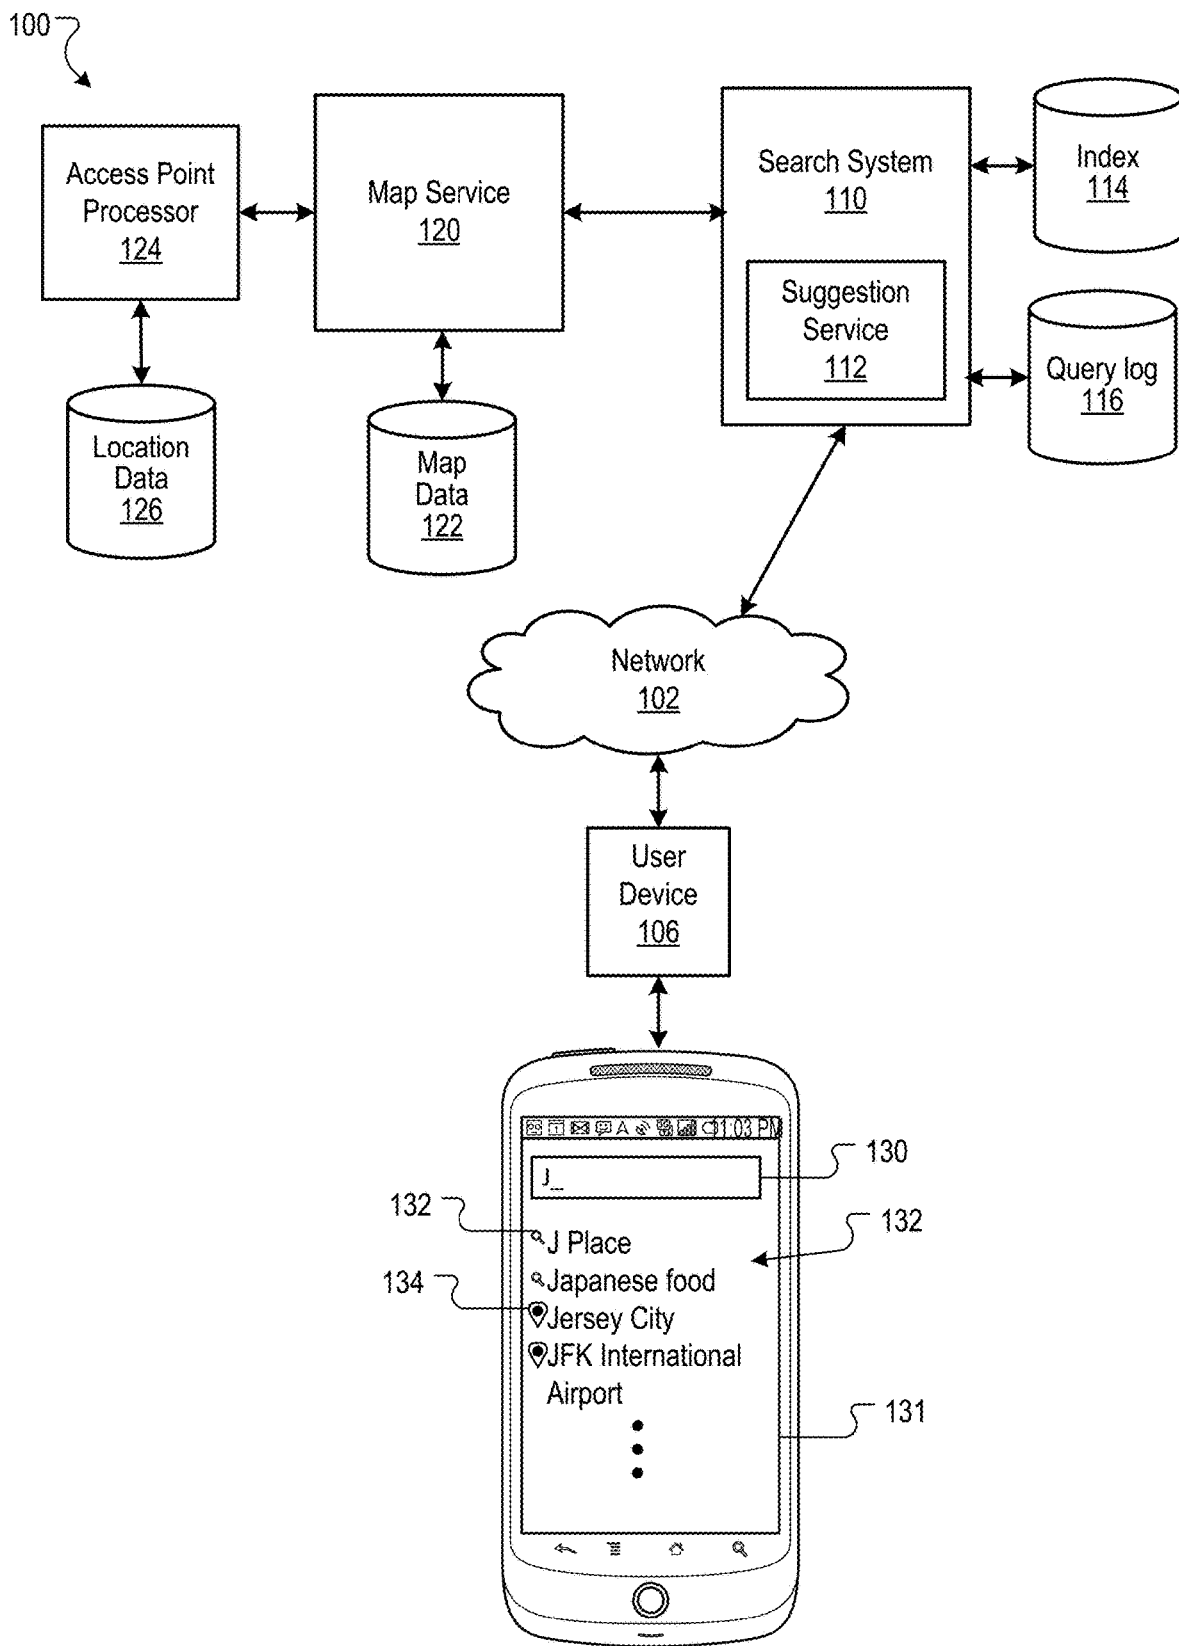 100
Access Point
Processor
124
Map Service
120
Search System
110
Suggestion
Service
112
Index
114
Query log
116
Location
Data
126
Map
Data
122
Network
102
User
Device
106
11:03 PM
J_
130
132
J Place
132
Japanese food
134
Jersey City
JFK International
Airport
131